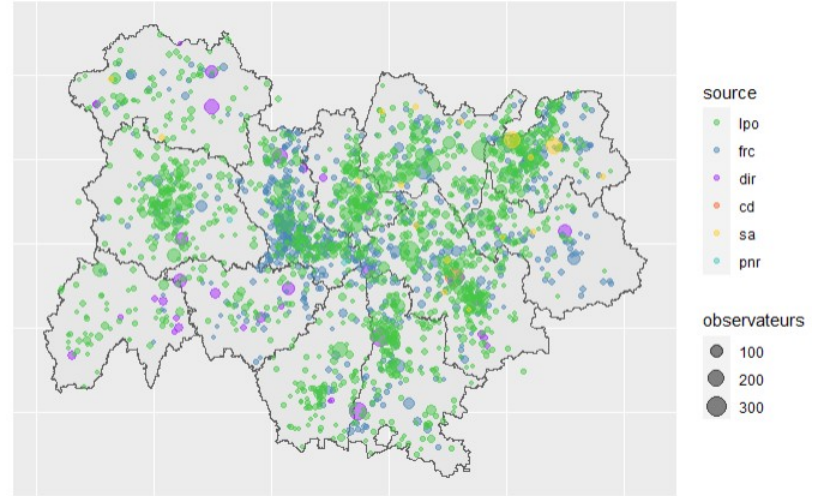 source
lpo
frc
dir
cd
sa
pnr
observateurs
100
200
300